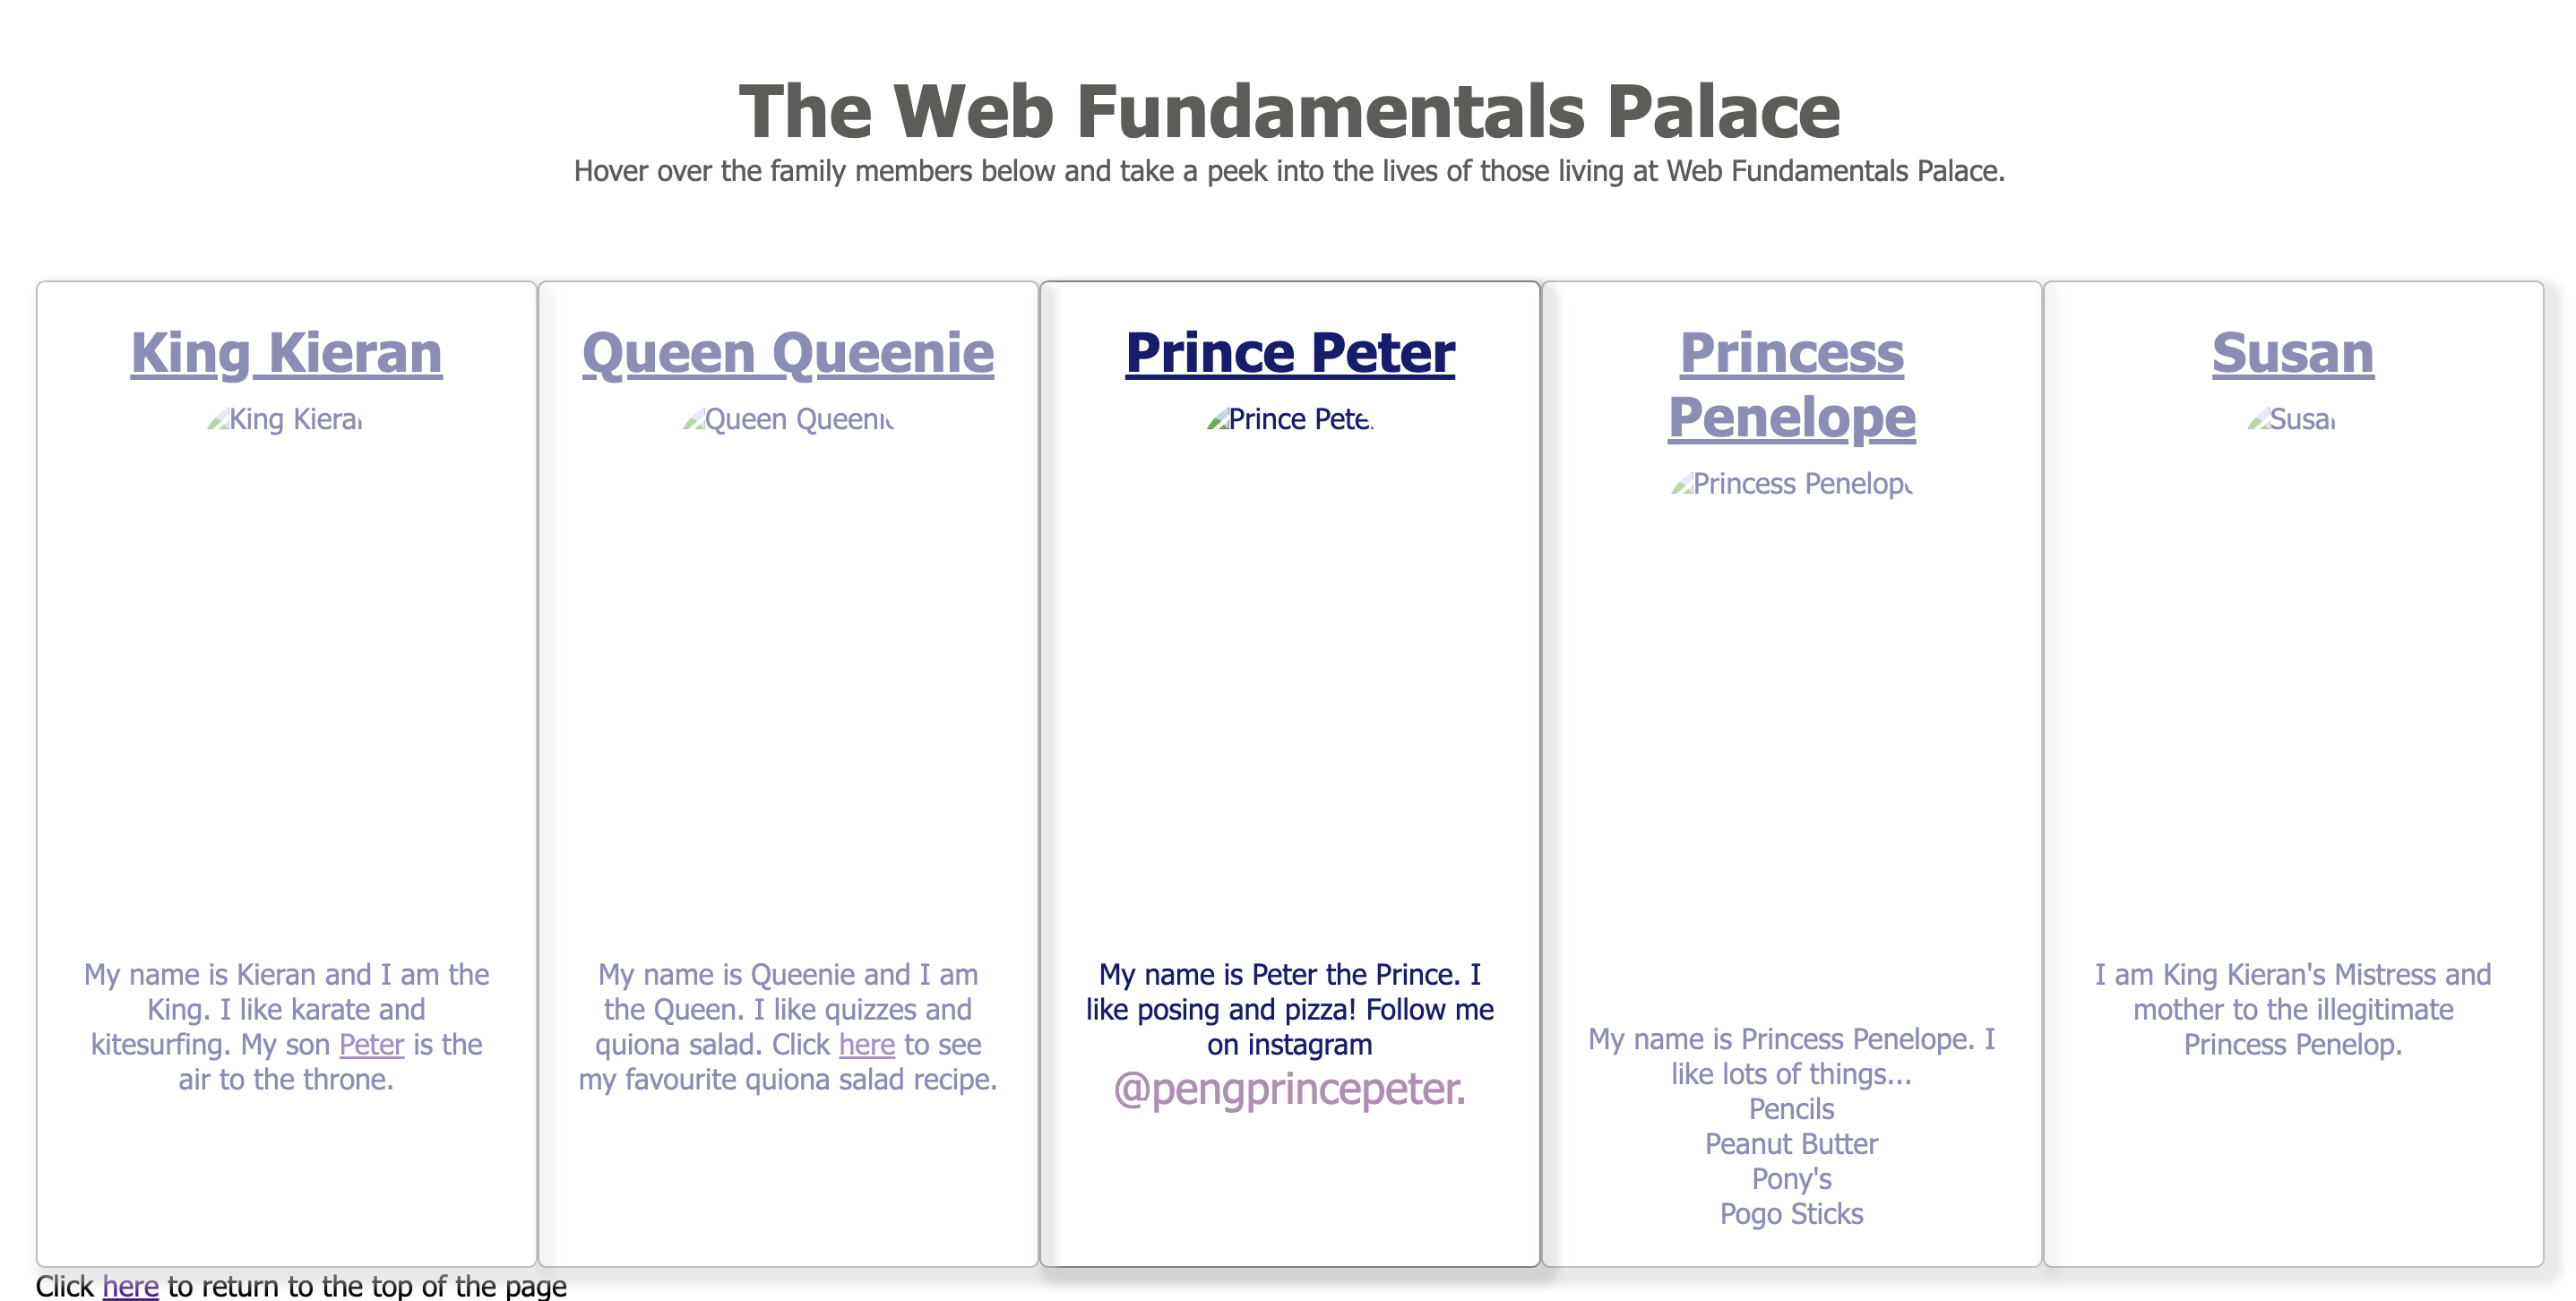 The Web Fundamentals Palace
Hover over the family members below and take a peek into the lives of those living at Web Fundamentals Palace.
King Kieran
King Kieran
My name is Kieran and I am the
King. I like karate and
kitesurfing. My son Peter is the
air to the throne.
Queen Queenie
Queen Queenie
My name is Queenie and I am
the Queen. I like quizzes and
quiona salad. Click here to see
my favourite quiona salad recipe.
Prince Peter
Prince Peter
My name is Peter the Prince. I
like posing and pizza! Follow me
on instagram
@pengprincepeter.
Princess
Penelope
Princess Penelope
My name is Princess Penelope. I
like lots of things...
Pencils
Peanut Butter
Pony's
Pogo Sticks
Susan
Susan
I am King Kieran's Mistress and
mother to the illegitimate
Princess Penelop.
Click here to return to the top of the page